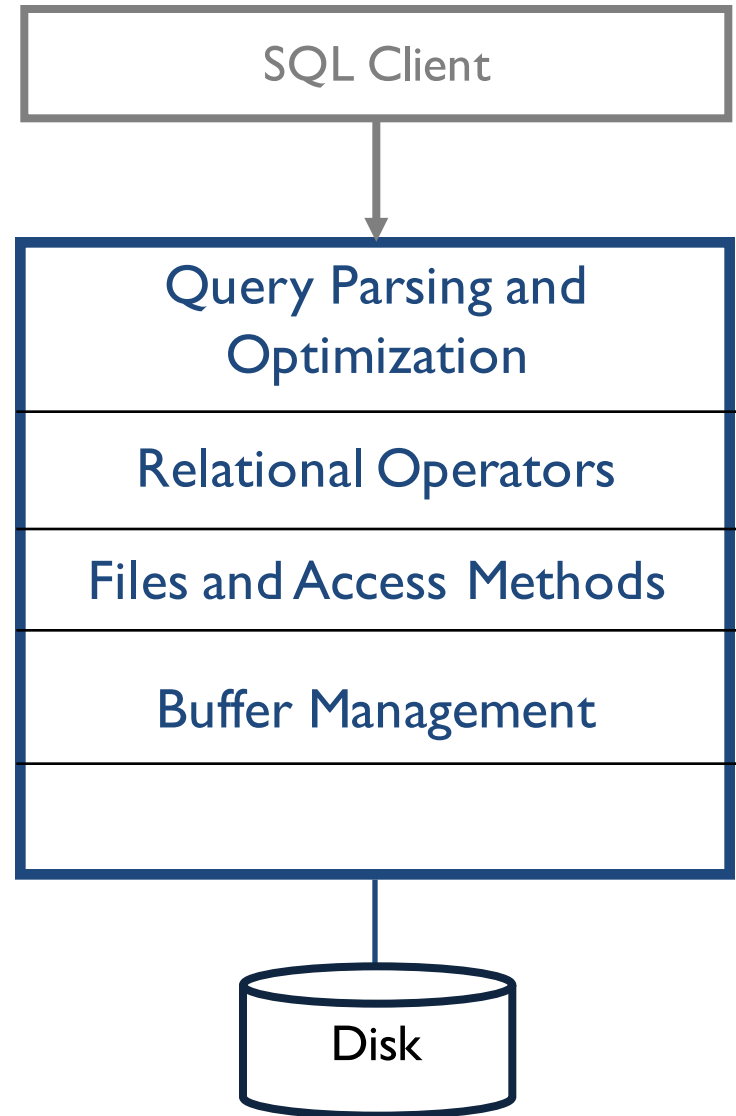 SQL Client
Query Parsing and
Optimization
Relational Operators
Files and Access Methods
Buffer Management
Disk